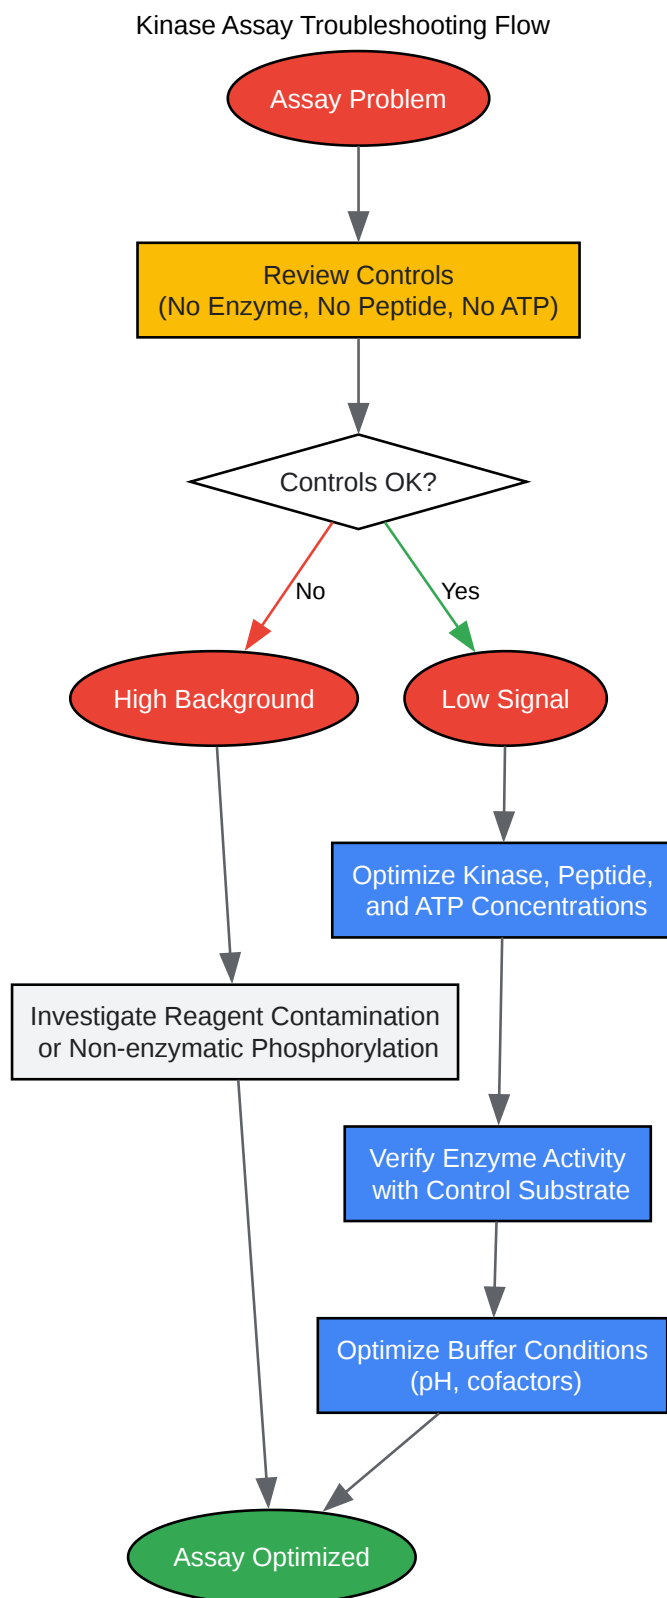 Kinase Assay Troubleshooting Flow
Assay Problem
Review Controls
(No Enzyme, No Peptide, No ATP)
Controls OK?
No
Yes
High Background
Low Signal
Optimize Kinase, Peptide,
and ATP Concentrations
Investigate Reagent Contamination
or Non-enzymatic Phosphorylation
Verify Enzyme Activity
with Control Substrate
Optimize Buffer Conditions
(pH, cofactors)
Assay Optimized